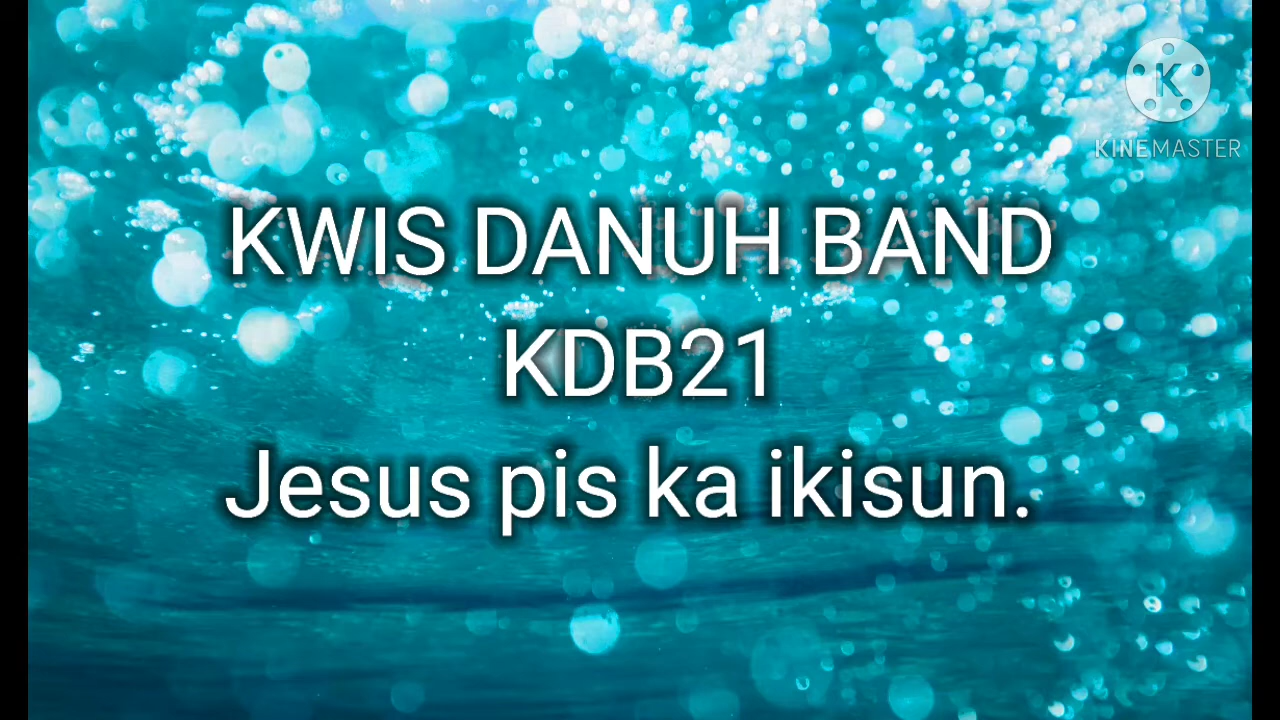 K
KINEMASTER
KWIS DANUH BAND
KDB21
Jesus pis ka ikisun.